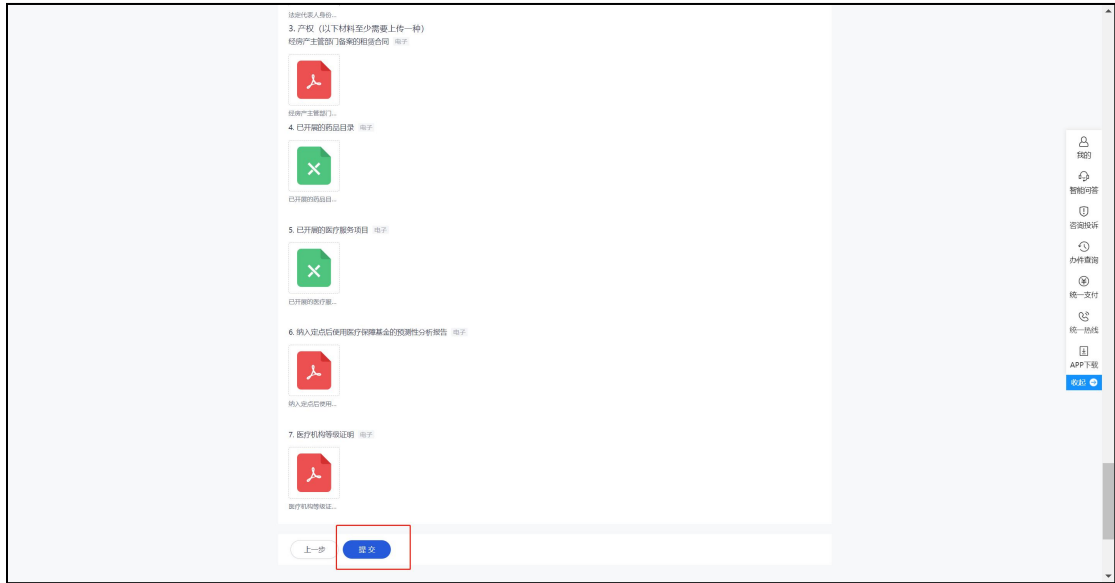 法定代表人身份...
3. 产权（以下材料至少需要上传一种）
经房产主管部门备案的租赁合同 电子
经房产主管部门...
4. 已开展的药品目录 电子
已开展的药品目...
5. 已开展的医疗服务项目 电子
已开展的医疗服...
6. 纳入定点后使用医疗保障基金的预测性分析报告 电子
纳入定点后使用...
7. 医疗机构等级证明 电子
医疗机构等级证...
上一步
提交
我的
智能问答
咨询投诉
办件查询
统一支付
统一热线
APP下载
收起